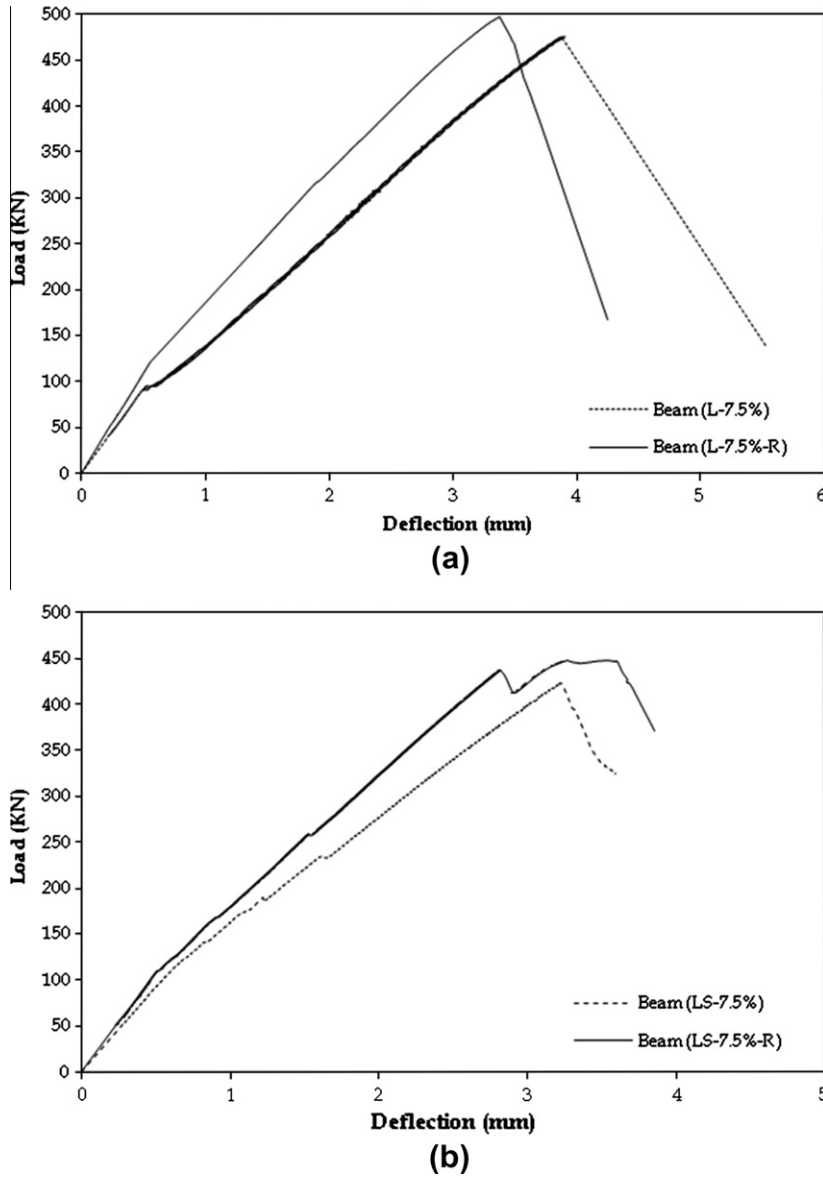 500
450
400
350
300
250
200
150
100
50
0
Load (KN)
Beam (L-7.5%)
Beam (L-7.5%-R)
0 1 2 3 4 5 6
Deflection (mm)
(a)
500
450
400
350
300
250
200
150
100
50
0
Load (KN)
Beam (LS-7.5%)
Beam (LS-7.5%-R)
0 1 2 3 4 5
Deflection (mm)
(b)